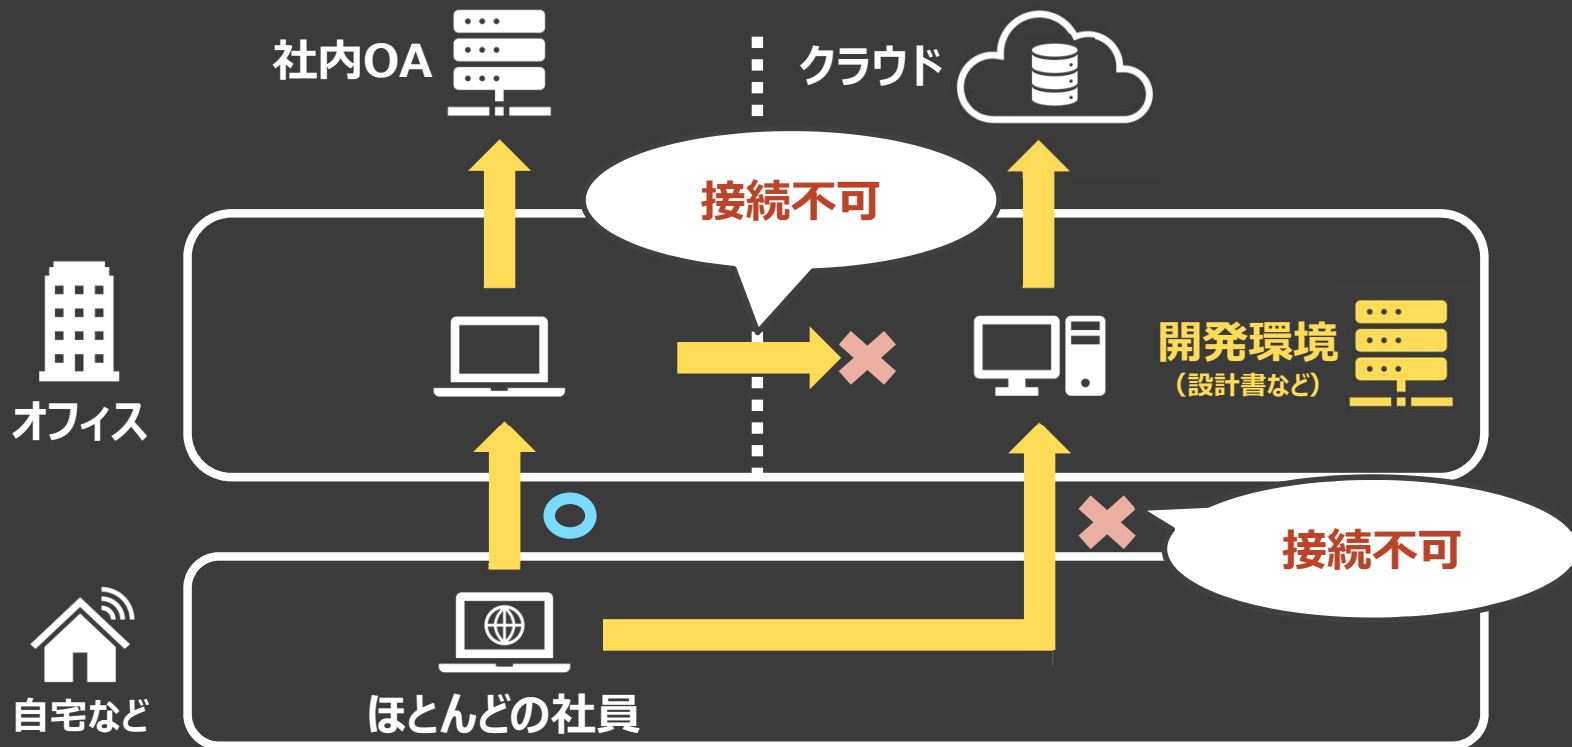 社内OA
クラウド
接続不可
オフィス
開発環境
（設計書など）
接続不可
自宅など
ほとんどの社員